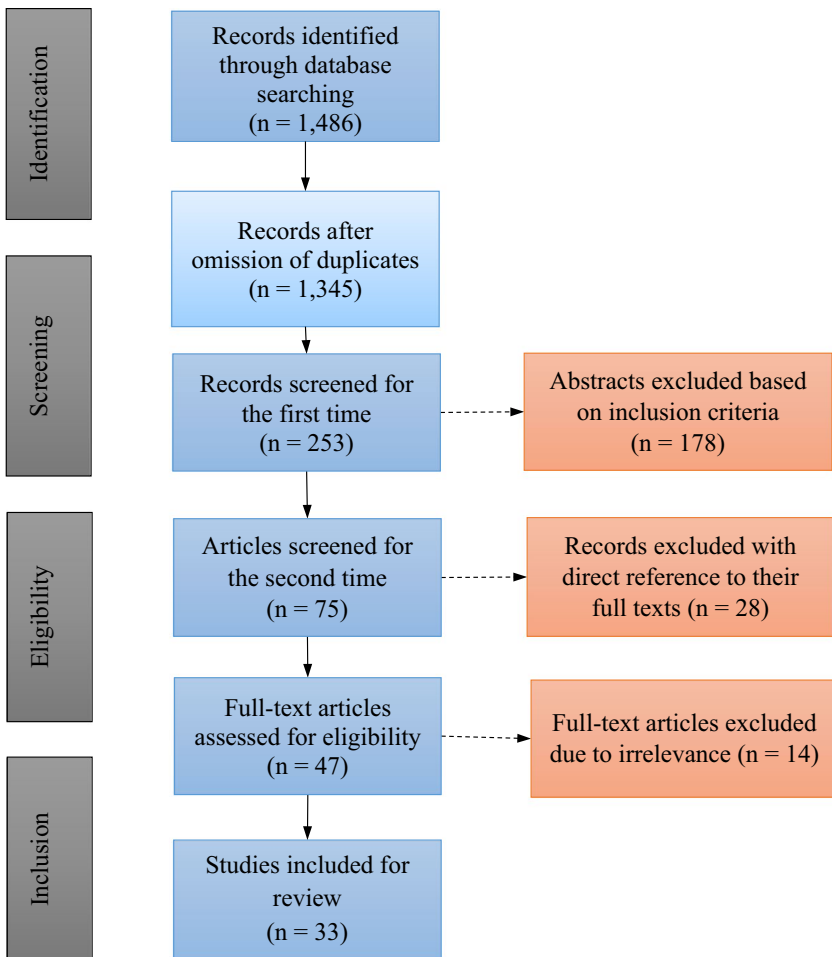 Identification
Records identified
through database
searching
(n = 1,486)
Records after
omission of duplicates
(n = 1,345)
Screening
Records screened for
the first time
(n = 253)
Abstracts excluded based
on inclusion criteria
(n = 178)
Eligibility
Articles screened for
the second time
(n = 75)
Records excluded with
direct reference to their
full texts (n = 28)
Full-text articles
assessed for eligibility
(n = 47)
Full-text articles excluded
due to irrelevance (n = 14)
Inclusion
Studies included for
review
(n = 33)